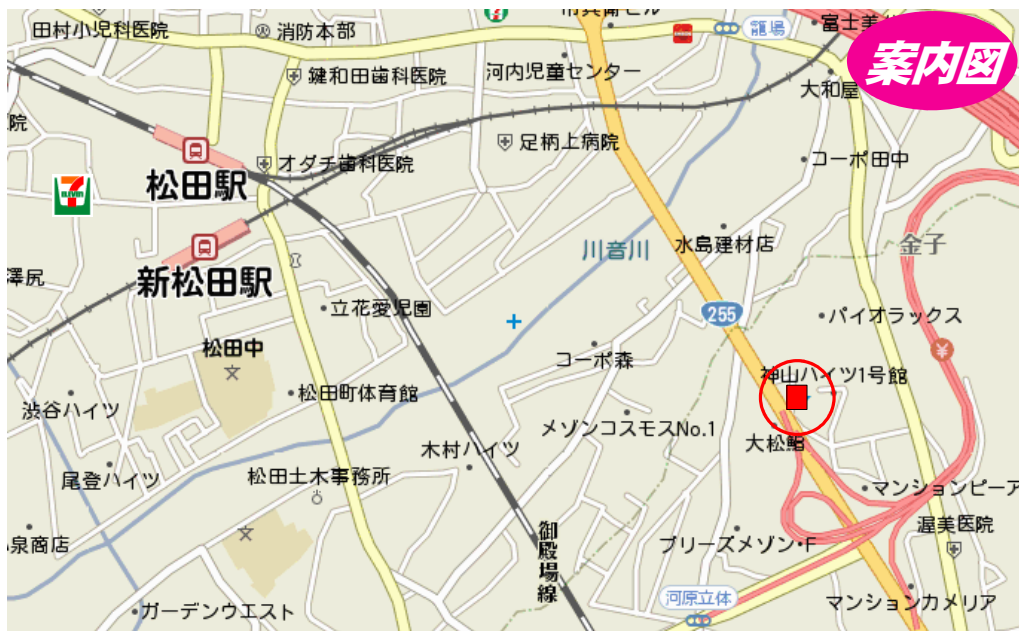 田村小児科医院
消防本部
籠場
案内図
鍵和田歯科医院
河内児童センター
大和屋
院
足柄上病院
オダチ歯科医院
コーポ田中
松田駅
ELEVEN
川音川
水島建材店
金子
澤尻
新松田駅
立花愛児園
255
パイオラックス
松田中
コーポ森
¥
神山ハイツ1号館
渋谷ハイツ
松田町体育館
メゾンコスモスNo.1
大松鮨
木村ハイツ
尾登ハイツ
松田土木事務所
マンションピーア
小泉商店
御殿場線
ブリーズメゾン・F
渥美医院
河原立体
ガーデンウエスト
マンションカメリア